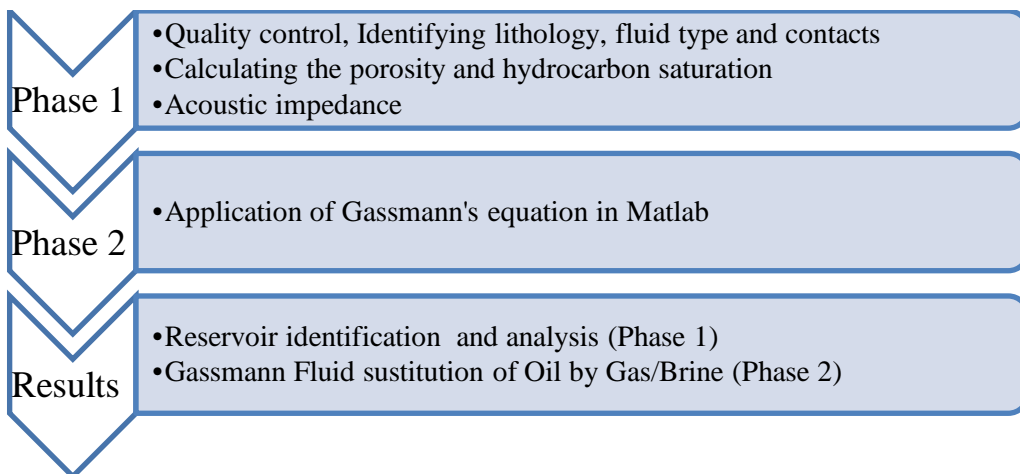 Phase 1
•Quality control, Identifying lithology, fluid type and contacts
•Calculating the porosity and hydrocarbon saturation
•Acoustic impedance
Phase 2
•Application of Gassmann's equation in Matlab
Results
•Reservoir identification and analysis (Phase 1)
•Gassmann Fluid sustitution of Oil by Gas/Brine (Phase 2)